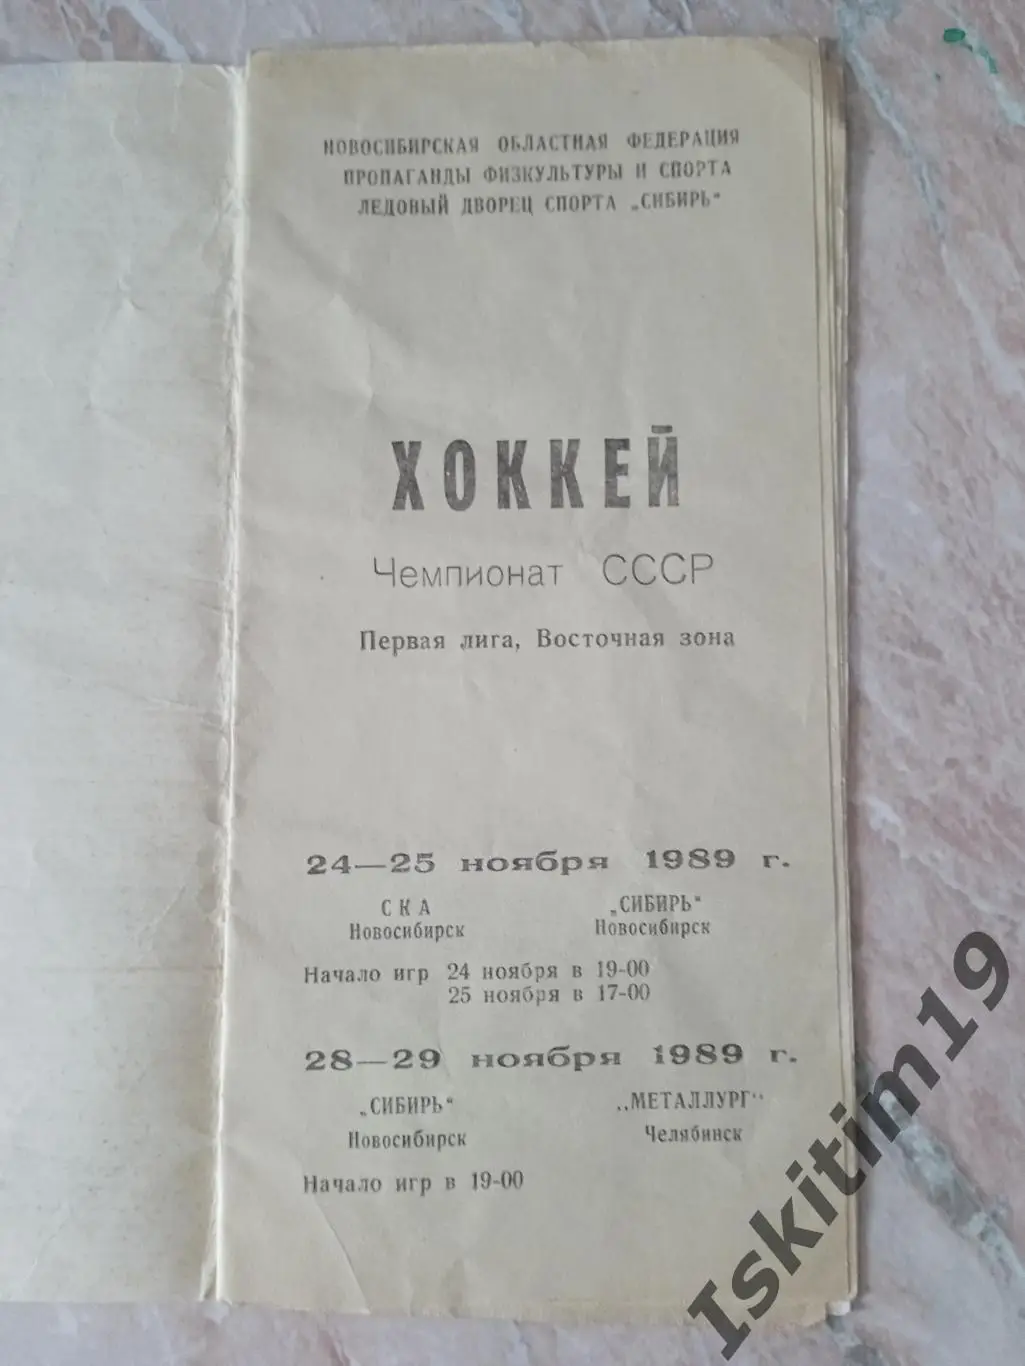 НОВОСИБИРСКАЯ ОБЛАСТНАЯ ФЕДЕРАЦИЯ
ПРОПАГАНДЫ ФИЗКУЛЬТУРЫ И СПОРТА
ЛЕДОВЫЙ ДВОРЕЦ СПОРТА „СИБИРЬ"
ХОККЕЙ
Чемпионат СССР
Первая лига, Восточная зона
24—25 ноября 1989 г.
СКА „СИБИРЬ"
Новосибирск Новосибирск
Начало игр 24 ноября в 19-00
25 ноября в 17-00
28—29 ноября 1989 г.
„СИБИРЬ" „МЕТАЛЛУРГ"
Новосибирск Челябинск
Начало игр в 19-00
Iskitim19